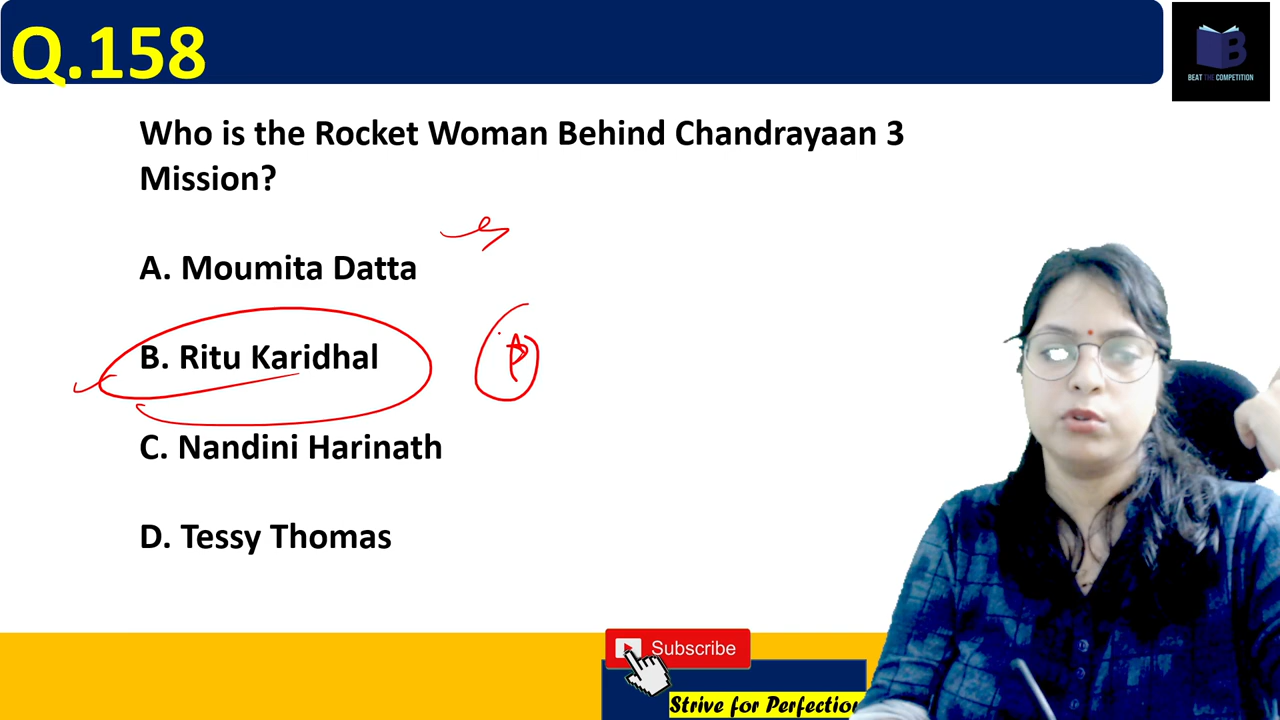 Q.158
BEAT THE COMPETITION
Who is the Rocket Woman Behind Chandrayaan 3
Mission?
A. Moumita Datta
B. Ritu Karidhal
C. Nandini Harinath
D. Tessy Thomas
Subscribe
Strive for Perfection